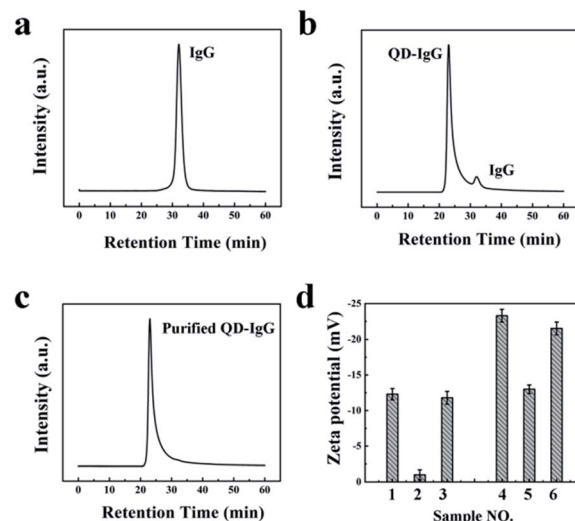 a
IgG
Intensity (a.u.)
0 10 20 30 40 50 60
Retention Time (min)
b
QD-IgG
IgG
Intensity (a.u.)
0 10 20 30 40 50 60
Retention Time (min)
c
Purified QD-IgG
Intensity (a.u.)
0 10 20 30 40 50 60
Retention Time (min)
d
Zeta potential (mV)
-25
-20
-15
-10
-5
0
1 2 3 4 5 6
Sample NO.